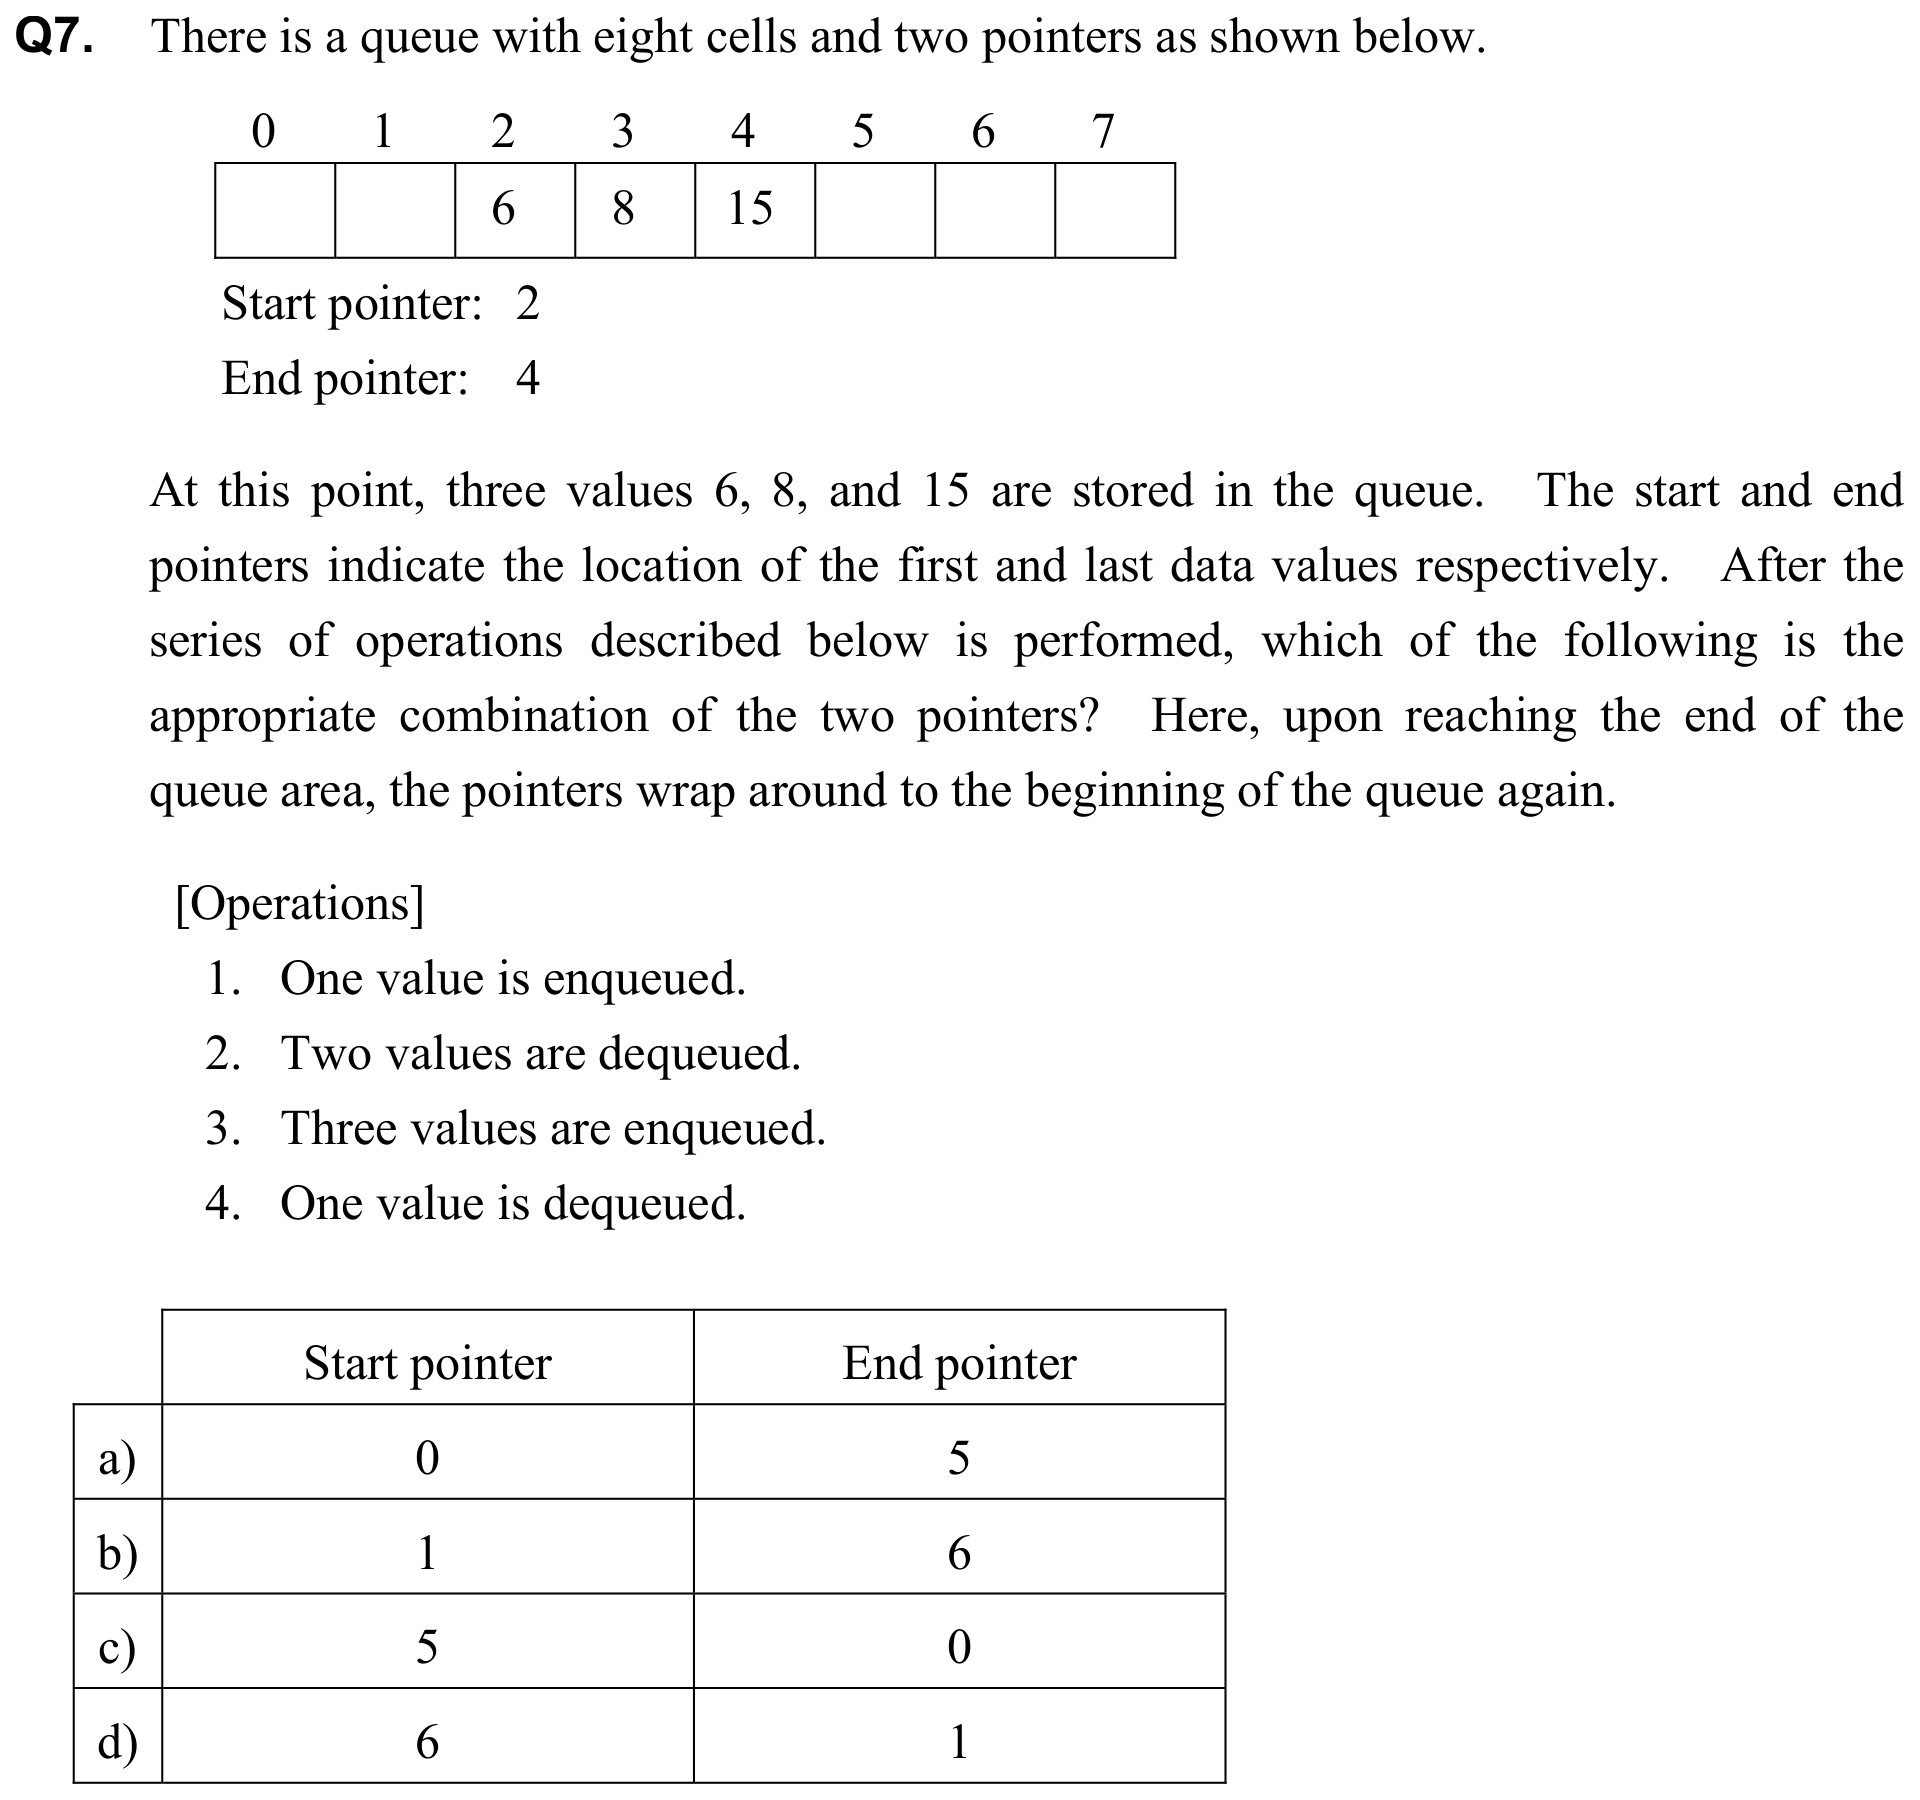 Q7. There is a queue with eight cells and two pointers as shown below.
0 1 2 3 4 5 6 7
6 8 15
Start pointer: 2
End pointer: 4
At this point, three values 6, 8, and 15 are stored in the queue. The start and end
pointers indicate the location of the first and last data values respectively. After the
series of operations described below is performed, which of the following is the
appropriate combination of the two pointers? Here, upon reaching the end of the
queue area, the pointers wrap around to the beginning of the queue again.
[Operations]
1. One value is enqueued.
2. Two values are dequeued.
3. Three values are enqueued.
4. One value is dequeued.
Start pointer End pointer
a) 0 5
b) 1 6
c) 5 0
d) 6 1